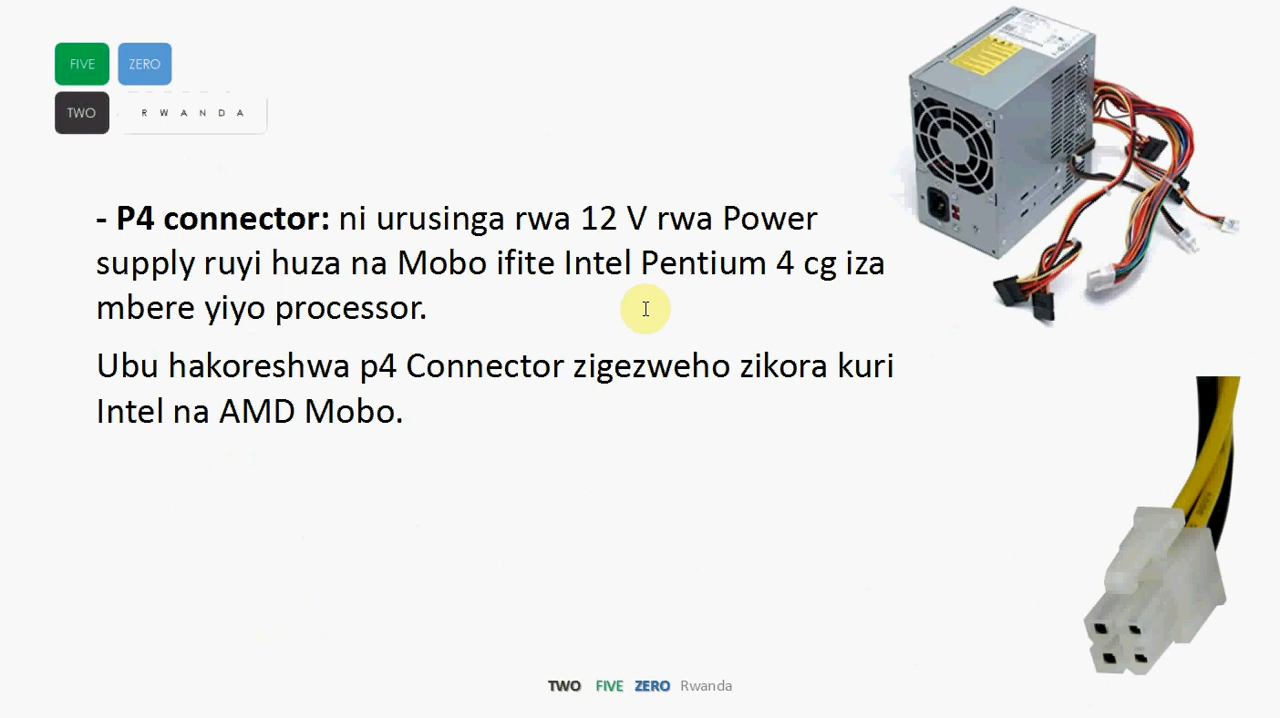 FIVE ZERO
TWO R W A N D A
- P4 connector: ni urusinga rwa 12 V rwa Power
supply ruyi huza na Mobo ifite Intel Pentium 4 cg iza
mbere yiyo processor.
Ubu hakoreshwa p4 Connector zigezweho zikora kuri
Intel na AMD Mobo.
TWO FIVE ZERO Rwanda